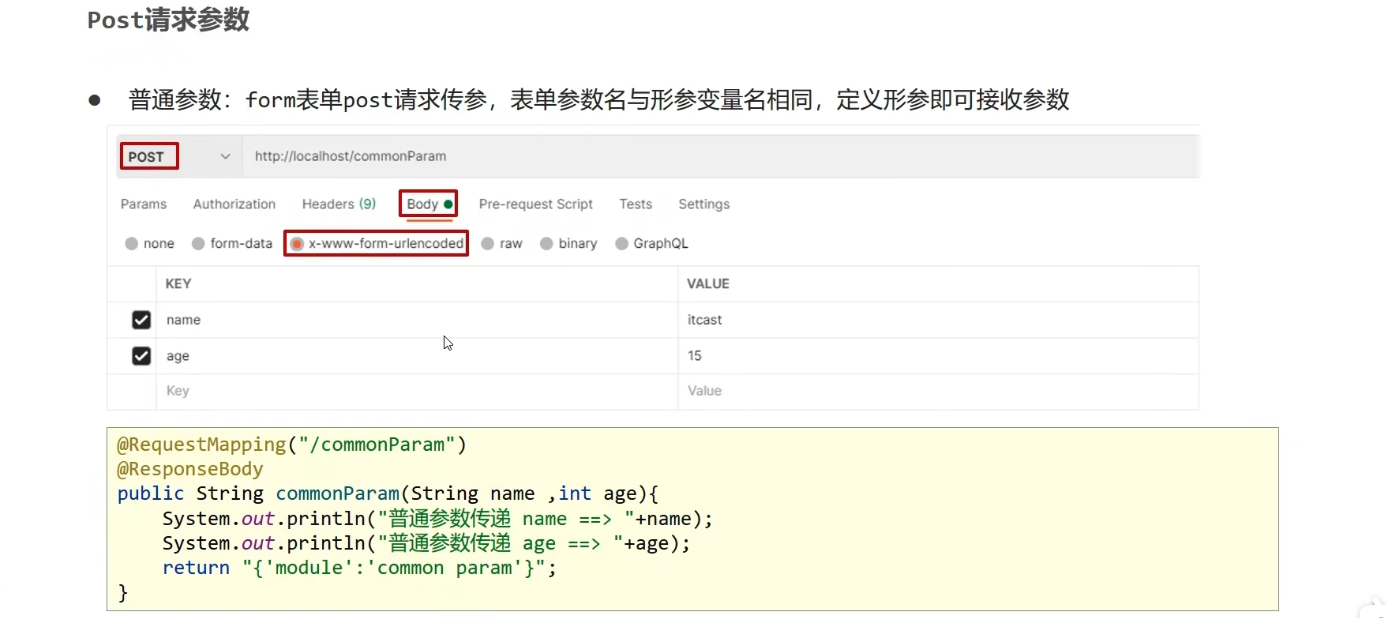 Post请求参数
● 普通参数：form表单post请求传参，表单参数名与形参变量名相同，定义形参即可接收参数
POST http://localhost/commonParam
Params Authorization Headers (9) Body Pre-request Script Tests Settings
none form-data x-www-form-urlencoded raw binary GraphQL
KEY VALUE
name itcast
age 15
Key Value
@RequestMapping("/commonParam")
@ResponseBody
public String commonParam(String name ,int age){
    System.out.println("普通参数传递 name ==> "+name);
    System.out.println("普通参数传递 age ==> "+age);
    return "{'module':'common param'}";
}